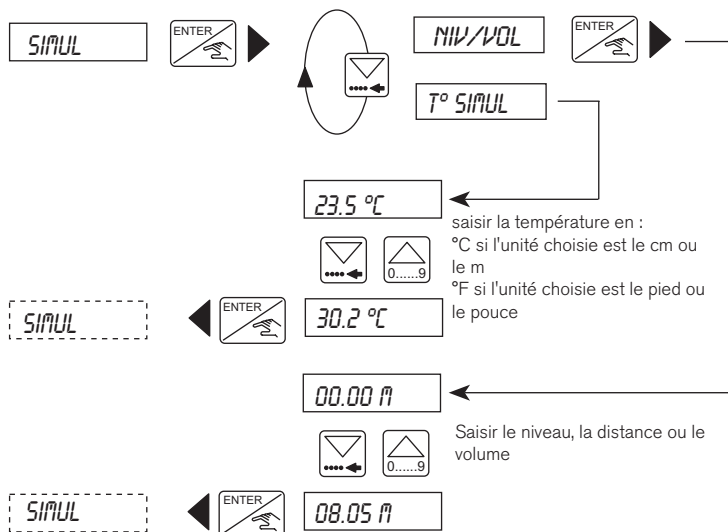 SIMUL
ENTER
NIV/VOL
ENTER
T° SIMUL
23.5 °C
saisir la température en :
°C si l'unité choisie est le cm ou
le m
°F si l'unité choisie est le pied ou
le pouce
0......9
SIMUL
ENTER
30.2 °C
00.00 M
Saisir le niveau, la distance ou le
volume
0......9
SIMUL
ENTER
08.05 M